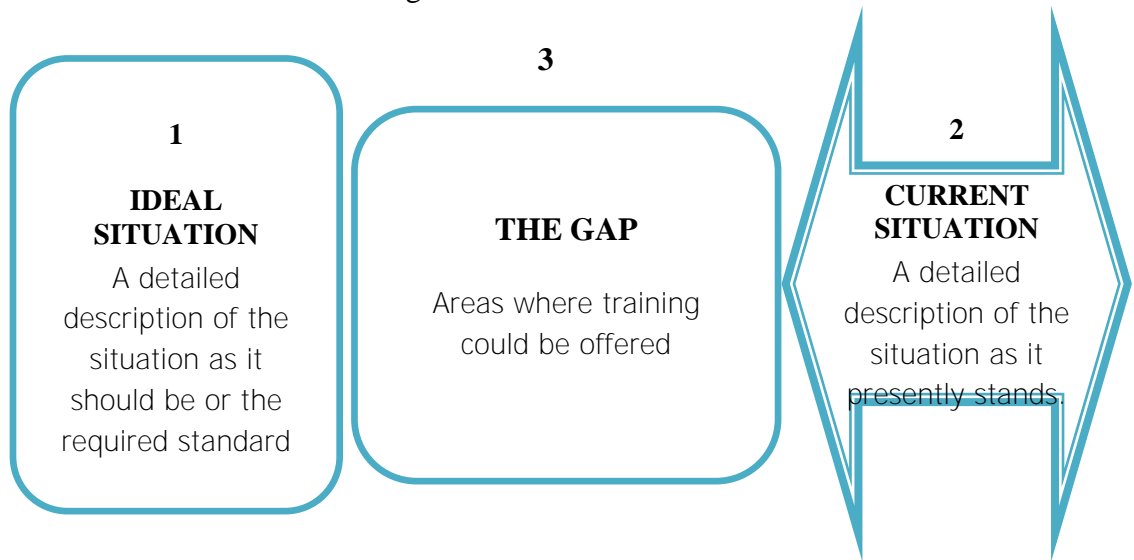 g
3
1
IDEAL
SITUATION
A detailed
description of the
situation as it
should be or the
required standard
THE GAP
Areas where training
could be offered
2
CURRENT
SITUATION
A detailed
description of the
situation as it
presently stands.